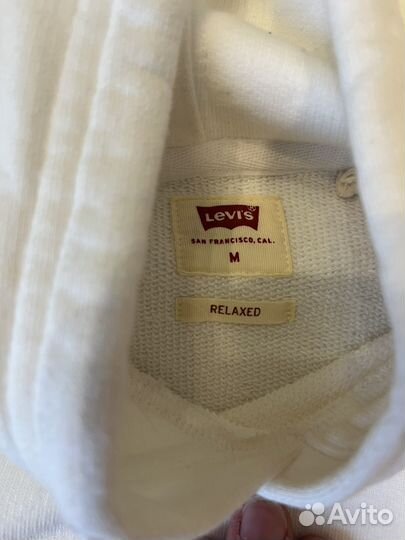 Levi's®
SAN FRANCISCO, CAL.
M
RELAXED
Avito